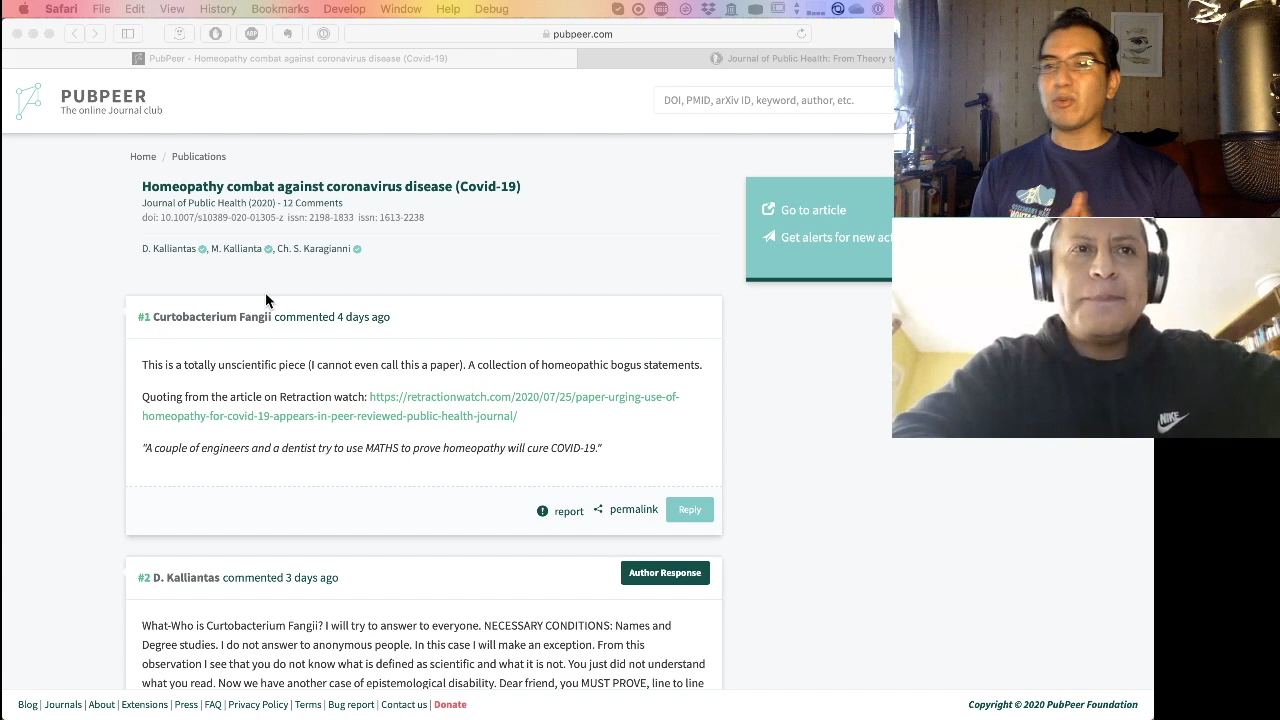 Safari File Edit View History Bookmarks Develop Window Help Debug
pubpeer.com
PubPeer - Homeopathy combat against coronavirus disease (Covid-19)
Journal of Public Health: From Theory to
PUBPEER
The online Journal club
DOI, PMID, arXiv ID, keyword, author, etc.
Home / Publications
Homeopathy combat against coronavirus disease (Covid-19)
Journal of Public Health (2020) - 12 Comments
doi: 10.1007/s10389-020-01305-z issn: 2198-1833 issn: 1613-2238
D. Kalliantas, M. Kallianta, Ch. S. Karagianni
Go to article
Get alerts for new act
#1 Curtobacterium Fangii commented 4 days ago
This is a totally unscientific piece (I cannot even call this a paper). A collection of homeopathic bogus statements.
Quoting from the article on Retraction watch: https://retractionwatch.com/2020/07/25/paper-urging-use-of-
homeopathy-for-covid-19-appears-in-peer-reviewed-public-health-journal/
"A couple of engineers and a dentist try to use MATHS to prove homeopathy will cure COVID-19."
report permalink Reply
#2 D. Kalliantas commented 3 days ago
Author Response
What-Who is Curtobacterium Fangii? I will try to answer to everyone. NECESSARY CONDITIONS: Names and
Degree studies. I do not answer to anonymous people. In this case I will make an exception. From this
observation I see that you do not know what is defined as scientific and what it is not. You just did not understand
what you read. Now we have another case of epistemological disability. Dear friend, you MUST PROVE, line to line
Blog | Journals | About | Extensions | Press | FAQ | Privacy Policy | Terms | Bug report | Contact us | Donate
Copyright © 2020 PubPeer Foundation
NIKE